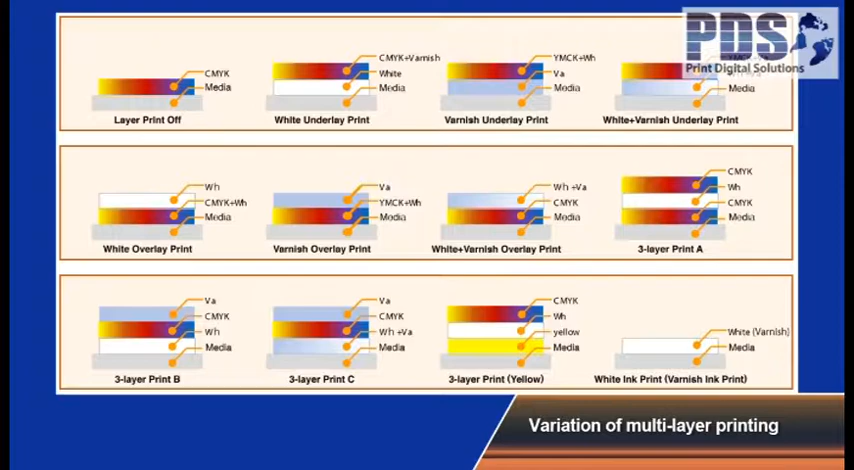 PDS
Print Digital Solutions
CMYK
Media
Layer Print Off
CMYK+Varnish
White
Media
White Underlay Print
YMCK+Wh
Va
Media
Varnish Underlay Print
Media
White+Varnish Underlay Print
Wh
CMYK+Wh
Media
White Overlay Print
Va
YMCK+Wh
Media
Varnish Overlay Print
Wh +Va
CMYK
Media
White+Varnish Overlay Print
CMYK
Wh
CMYK
Media
3-layer Print A
Va
CMYK
Wh
Media
3-layer Print B
Va
CMYK
Wh +Va
Media
3-layer Print C
CMYK
Wh
yellow
Media
3-layer Print (Yellow)
White (Varnish)
Media
White Ink Print (Varnish Ink Print)
Variation of multi-layer printing